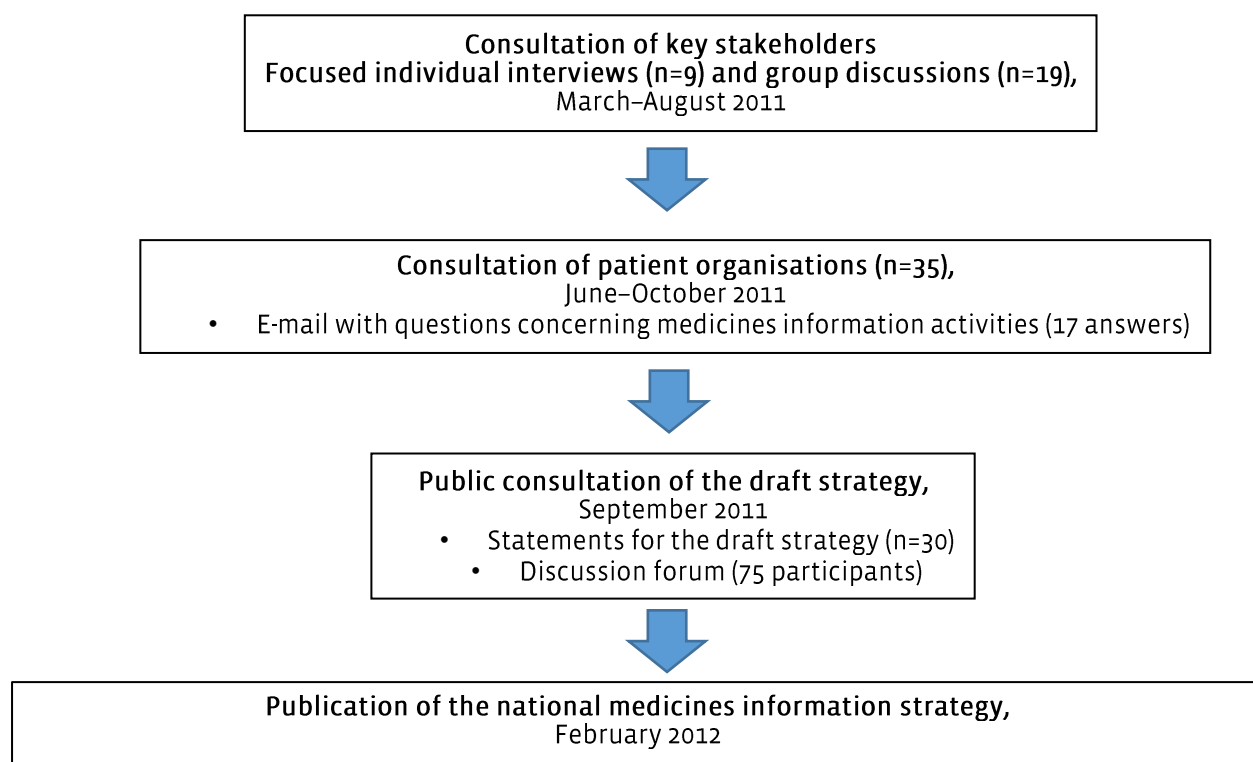 Consultation of key stakeholders
Focused individual interviews (n=9) and group discussions (n=19),
March–August 2011
Consultation of patient organisations (n=35),
June–October 2011
• E-mail with questions concerning medicines information activities (17 answers)
Public consultation of the draft strategy,
September 2011
• Statements for the draft strategy (n=30)
• Discussion forum (75 participants)
Publication of the national medicines information strategy,
February 2012